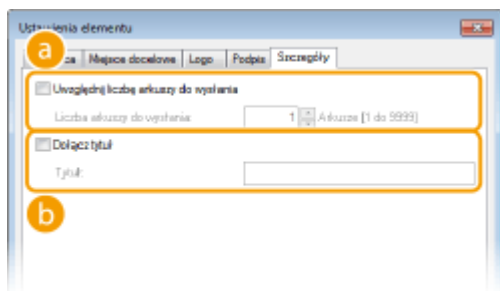 Ustawienia elementu
a
Miejsce docelowe Logo Podpis Szczegóły
Uwzględnij liczbę arkuszy do wysłania
Liczba arkuszy do wysłania: 1 Arkusze [1 do 9999]
Dołącz tytuł
Tytuł:
b